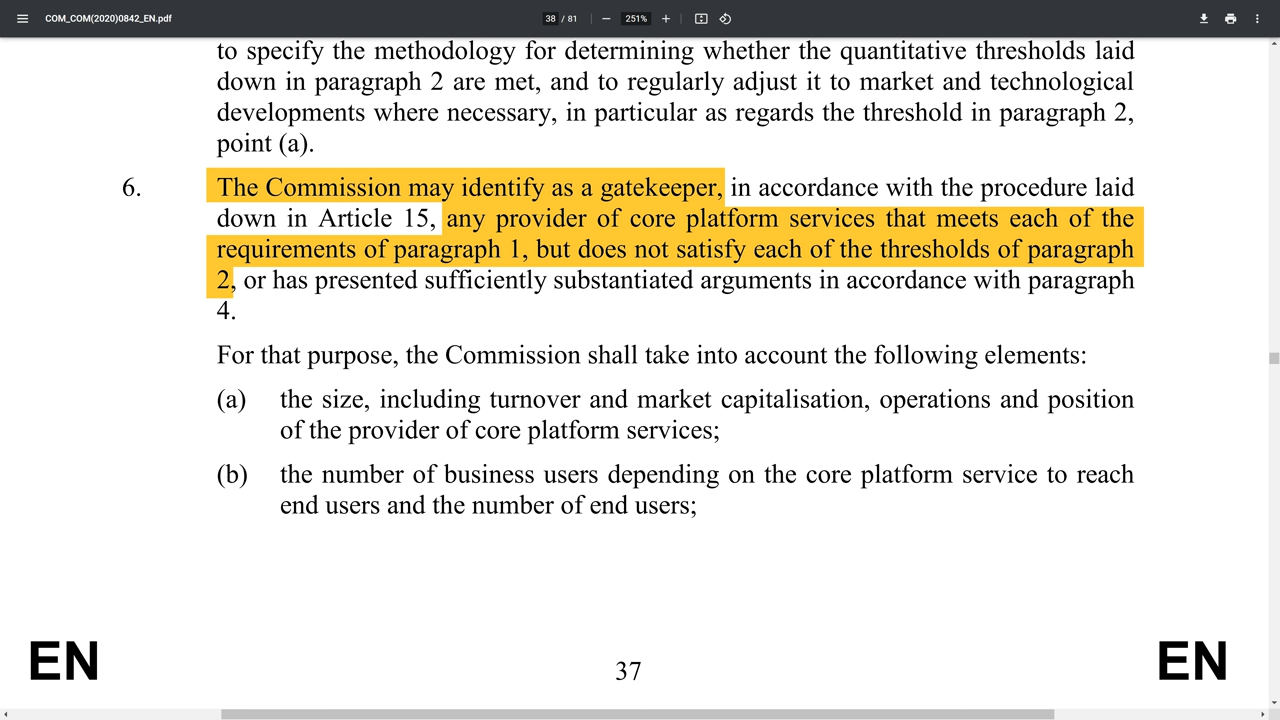 COM_COM(2020)0842_EN.pdf
38 / 81
251%
to specify the methodology for determining whether the quantitative thresholds laid
down in paragraph 2 are met, and to regularly adjust it to market and technological
developments where necessary, in particular as regards the threshold in paragraph 2,
point (a).
6. The Commission may identify as a gatekeeper, in accordance with the procedure laid
down in Article 15, any provider of core platform services that meets each of the
requirements of paragraph 1, but does not satisfy each of the thresholds of paragraph
2, or has presented sufficiently substantiated arguments in accordance with paragraph
4.
For that purpose, the Commission shall take into account the following elements:
(a) the size, including turnover and market capitalisation, operations and position
of the provider of core platform services;
(b) the number of business users depending on the core platform service to reach
end users and the number of end users;
EN 37 EN